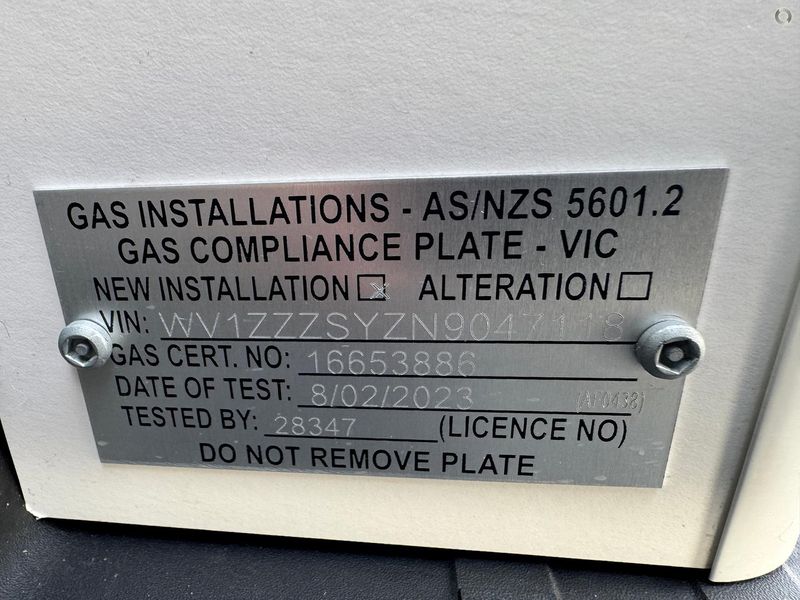 GAS INSTALLATIONS - AS/NZS 5601.2
GAS COMPLIANCE PLATE - VIC
NEW INSTALLATION ☒ ALTERATION ☐
VIN: WV1ZZZSYZN9047118
GAS CERT. NO: 16653886
DATE OF TEST: 8/02/2023 (AF0438)
TESTED BY: 28347 (LICENCE NO)
DO NOT REMOVE PLATE